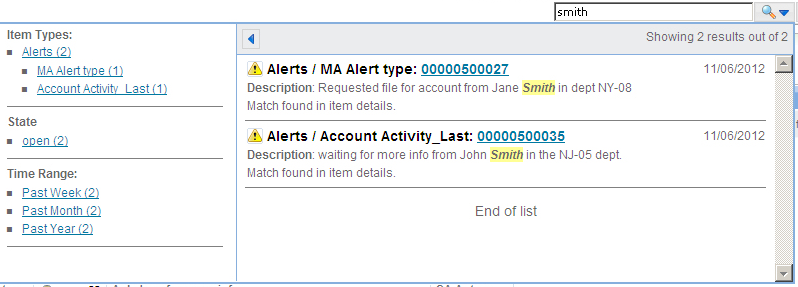 smith
Item Types:
Alerts (2)
MA Alert type (1)
Account Activity_Last (1)
State
open (2)
Time Range:
Past Week (2)
Past Month (2)
Past Year (2)
Showing 2 results out of 2
Alerts / MA Alert type: 00000500027 11/06/2012
Description: Requested file for account from Jane Smith in dept NY-08
Match found in item details.
Alerts / Account Activity_Last: 00000500035 11/06/2012
Description: waiting for more info from John Smith in the NJ-05 dept.
Match found in item details.
End of list